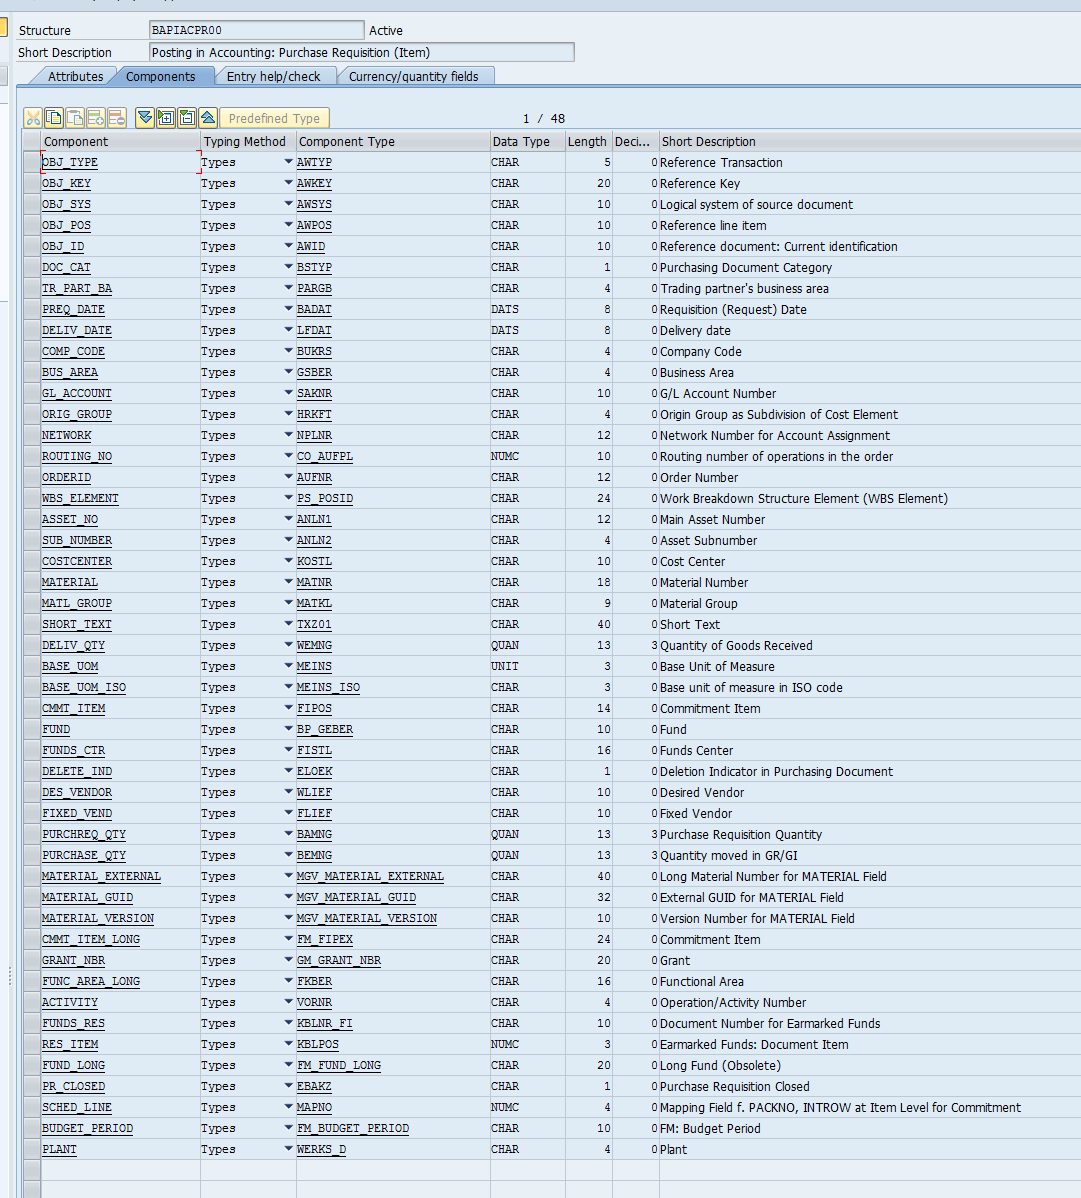 Structure BAPIACPR00 Active
Short Description Posting in Accounting: Purchase Requisition (Item)
Attributes Components Entry help/check Currency/quantity fields
Predefined Type 1 / 48
Component Typing Method Component Type Data Type Length Deci... Short Description
OBJ_TYPE Types AWTYP CHAR 5 0 Reference Transaction
OBJ_KEY Types AWKEY CHAR 20 0 Reference Key
OBJ_SYS Types AWSYS CHAR 10 0 Logical system of source document
OBJ_POS Types AWPOS CHAR 10 0 Reference line item
OBJ_ID Types AWID CHAR 10 0 Reference document: Current identification
DOC_CAT Types BSTYP CHAR 1 0 Purchasing Document Category
TR_PART_BA Types PARGB CHAR 4 0 Trading partner's business area
PREQ_DATE Types BADAT DATS 8 0 Requisition (Request) Date
DELIV_DATE Types LFDAT DATS 8 0 Delivery date
COMP_CODE Types BUKRS CHAR 4 0 Company Code
BUS_AREA Types GSBER CHAR 4 0 Business Area
GL_ACCOUNT Types SAKNR CHAR 10 0 G/L Account Number
ORIG_GROUP Types HRKFT CHAR 4 0 Origin Group as Subdivision of Cost Element
NETWORK Types NPLNR CHAR 12 0 Network Number for Account Assignment
ROUTING_NO Types CO_AUFPL NUMC 10 0 Routing number of operations in the order
ORDERID Types AUFNR CHAR 12 0 Order Number
WBS_ELEMENT Types PS_POSID CHAR 24 0 Work Breakdown Structure Element (WBS Element)
ASSET_NO Types ANLN1 CHAR 12 0 Main Asset Number
SUB_NUMBER Types ANLN2 CHAR 4 0 Asset Subnumber
COSTCENTER Types KOSTL CHAR 10 0 Cost Center
MATERIAL Types MATNR CHAR 18 0 Material Number
MATL_GROUP Types MATKL CHAR 9 0 Material Group
SHORT_TEXT Types TXZ01 CHAR 40 0 Short Text
DELIV_QTY Types WEMNG QUAN 13 3 Quantity of Goods Received
BASE_UOM Types MEINS UNIT 3 0 Base Unit of Measure
BASE_UOM_ISO Types MEINS_ISO CHAR 3 0 Base unit of measure in ISO code
CMMT_ITEM Types FIPOS CHAR 14 0 Commitment Item
FUND Types BP_GEBER CHAR 10 0 Fund
FUNDS_CTR Types FISTL CHAR 16 0 Funds Center
DELETE_IND Types ELOEK CHAR 1 0 Deletion Indicator in Purchasing Document
DES_VENDOR Types WLIEF CHAR 10 0 Desired Vendor
FIXED_VEND Types FLIEF CHAR 10 0 Fixed Vendor
PURCHREQ_QTY Types BAMNG QUAN 13 3 Purchase Requisition Quantity
PURCHASE_QTY Types BEMNG QUAN 13 3 Quantity moved in GR/GI
MATERIAL_EXTERNAL Types MGV_MATERIAL_EXTERNAL CHAR 40 0 Long Material Number for MATERIAL Field
MATERIAL_GUID Types MGV_MATERIAL_GUID CHAR 32 0 External GUID for MATERIAL Field
MATERIAL_VERSION Types MGV_MATERIAL_VERSION CHAR 10 0 Version Number for MATERIAL Field
CMMT_ITEM_LONG Types FM_FIPEX CHAR 24 0 Commitment Item
GRANT_NBR Types GM_GRANT_NBR CHAR 20 0 Grant
FUNC_AREA_LONG Types FKBER CHAR 16 0 Functional Area
ACTIVITY Types VORNR CHAR 4 0 Operation/Activity Number
FUNDS_RES Types KBLNR_FI CHAR 10 0 Document Number for Earmarked Funds
RES_ITEM Types KBLPOS NUMC 3 0 Earmarked Funds: Document Item
FUND_LONG Types FM_FUND_LONG CHAR 20 0 Long Fund (Obsolete)
PR_CLOSED Types EBAKZ CHAR 1 0 Purchase Requisition Closed
SCHED_LINE Types MAPNO NUMC 4 0 Mapping Field f. PACKNO, INTROW at Item Level for Commitment
BUDGET_PERIOD Types FM_BUDGET_PERIOD CHAR 10 0 FM: Budget Period
PLANT Types WERKS_D CHAR 4 0 Plant